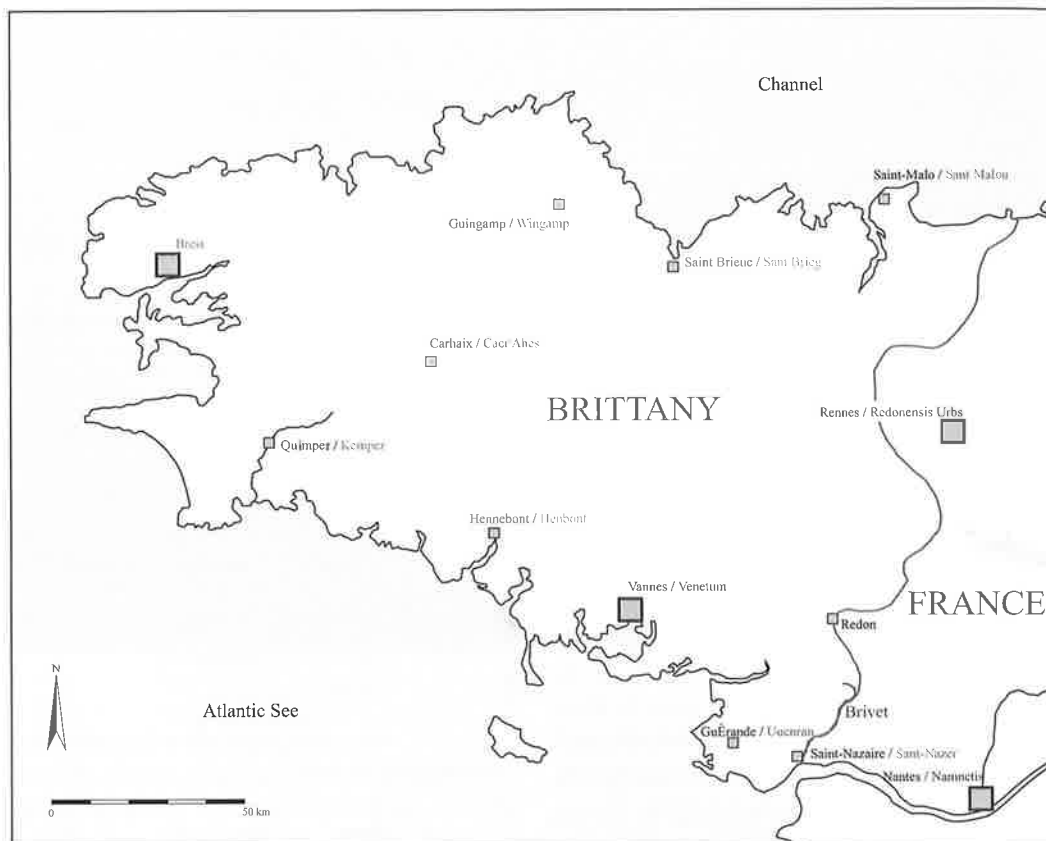 Channel
Saint-Malo / Sant Malou
Guingamp / Wingamp
Brest
Saint Brieuc / Sant Brieg
Carhaix / Caer Ahes
BRITTANY
Rennes / Redonensis Urbs
Quimper / Kemper
Hennebont / Henbont
Vannes / Venetum
FRANCE
Redon
N
Atlantic See
Brivet
GuÈrande / Uuenran
Saint-Nazaire / Sant-Nazer
Nantes / Namnetis
0
50 km